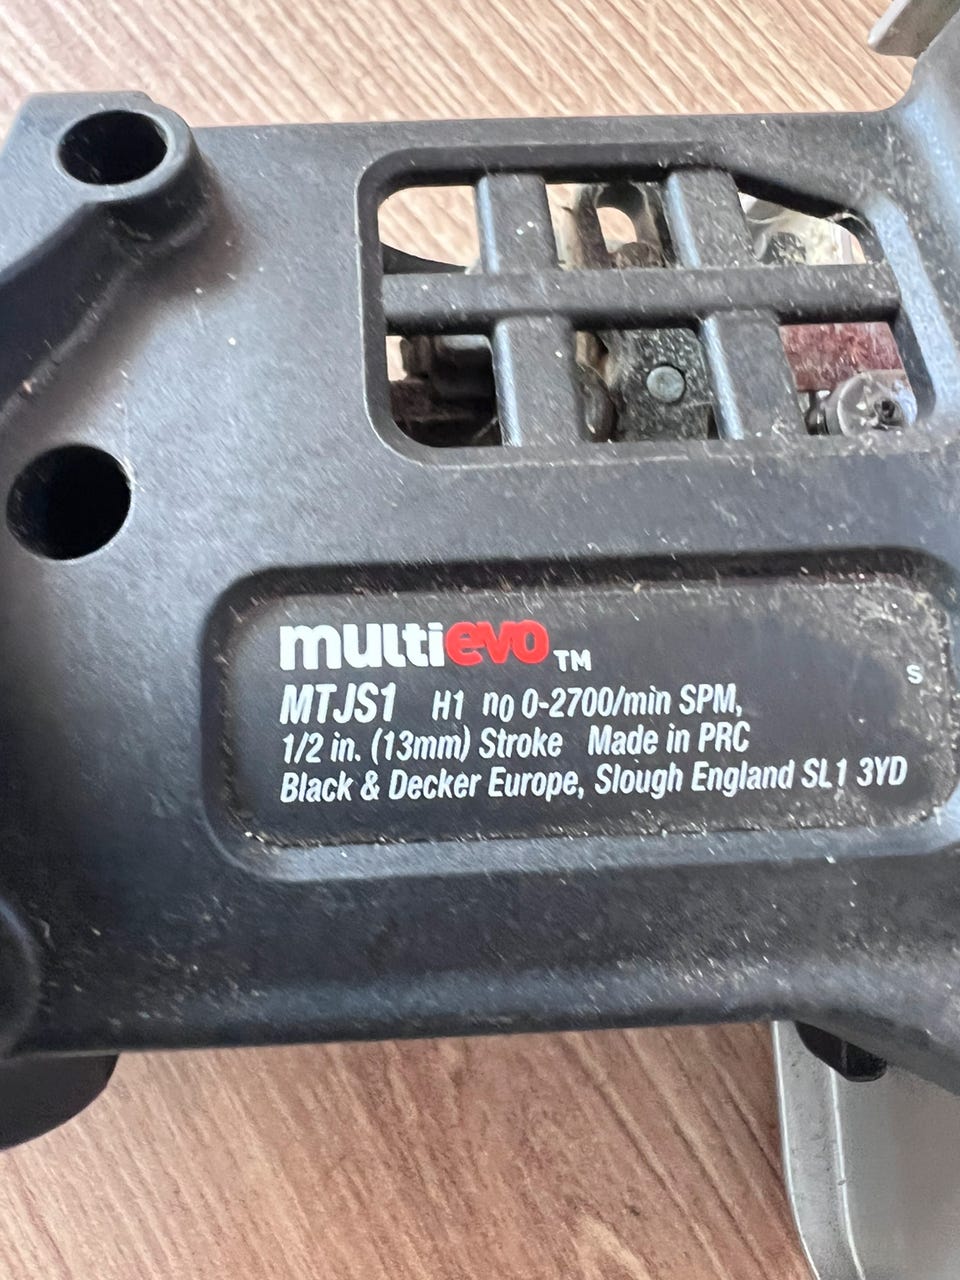 multievo™
MTJS1 H1 no 0-2700/min SPM, S
1/2 in. (13mm) Stroke Made in PRC
Black & Decker Europe, Slough England SL1 3YD